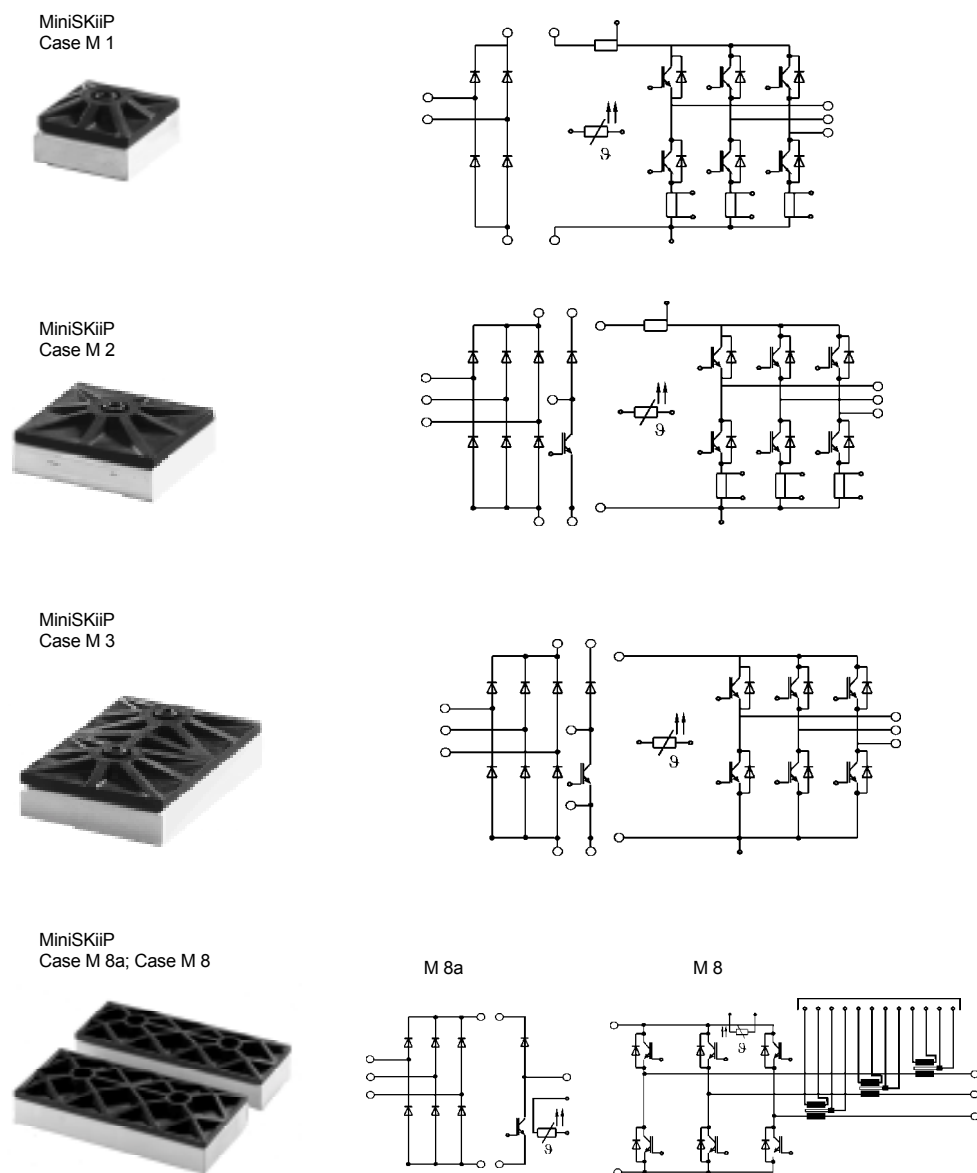 MiniSKiiP
Case M 1
ϑ
MiniSKiiP
Case M 2
ϑ
MiniSKiiP
Case M 3
ϑ
MiniSKiiP
Case M 8a; Case M 8
M 8a
M 8
ϑ
ϑ